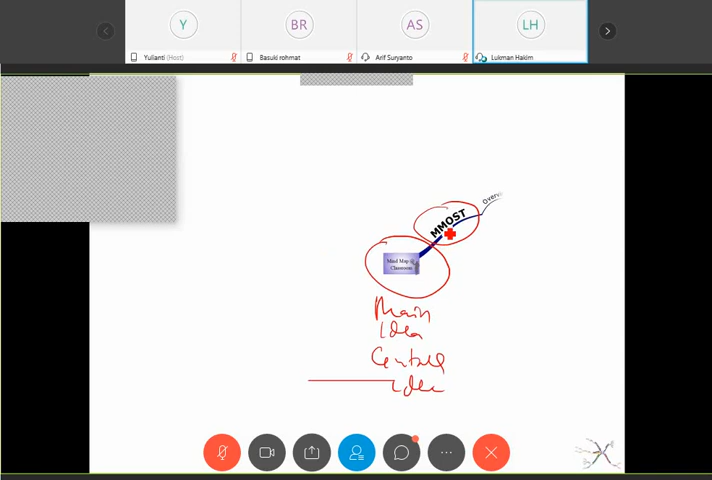 Y
BR
AS
LH
Yulianti (Host)
Basuki rohmat
Arif Suryanto
Lukman Hakim
Overv
MMOST
Mind Map @
Classroom
Main
Idea
Central
idea